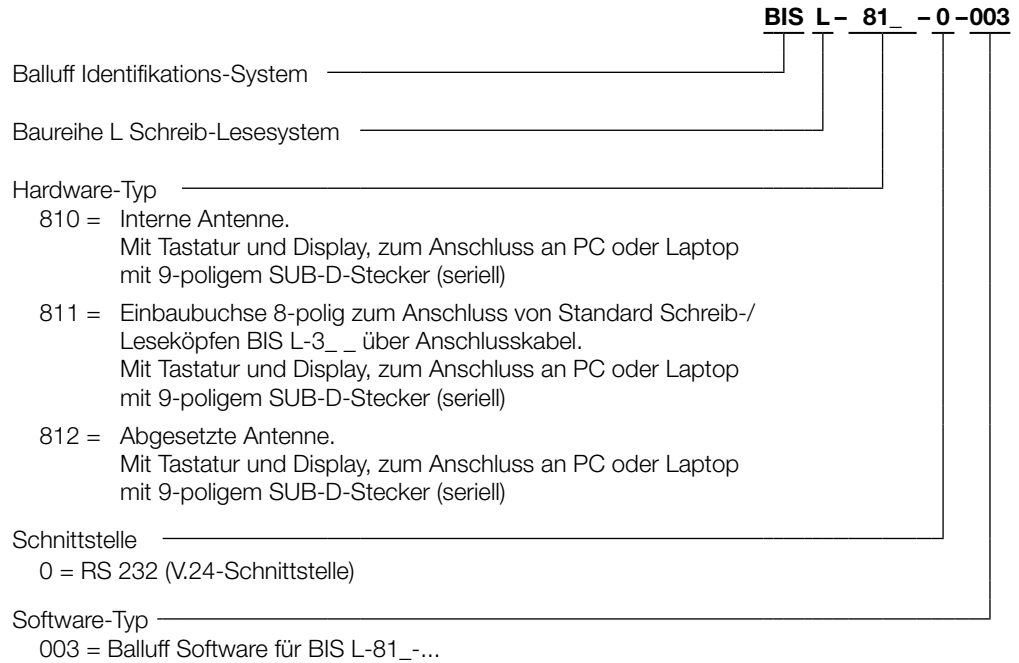 BIS L – 81_ – 0 –003
Balluff Identifikations-System
Baureihe L Schreib-Lesesystem
Hardware-Typ
810 = Interne Antenne.
Mit Tastatur und Display, zum Anschluss an PC oder Laptop
mit 9-poligem SUB-D-Stecker (seriell)
811 = Einbaubuchse 8-polig zum Anschluss von Standard Schreib-/
Leseköpfen BIS L-3_ _ über Anschlusskabel.
Mit Tastatur und Display, zum Anschluss an PC oder Laptop
mit 9-poligem SUB-D-Stecker (seriell)
812 = Abgesetzte Antenne.
Mit Tastatur und Display, zum Anschluss an PC oder Laptop
mit 9-poligem SUB-D-Stecker (seriell)
Schnittstelle
0 = RS 232 (V.24-Schnittstelle)
Software-Typ
003 = Balluff Software für BIS L-81_-...